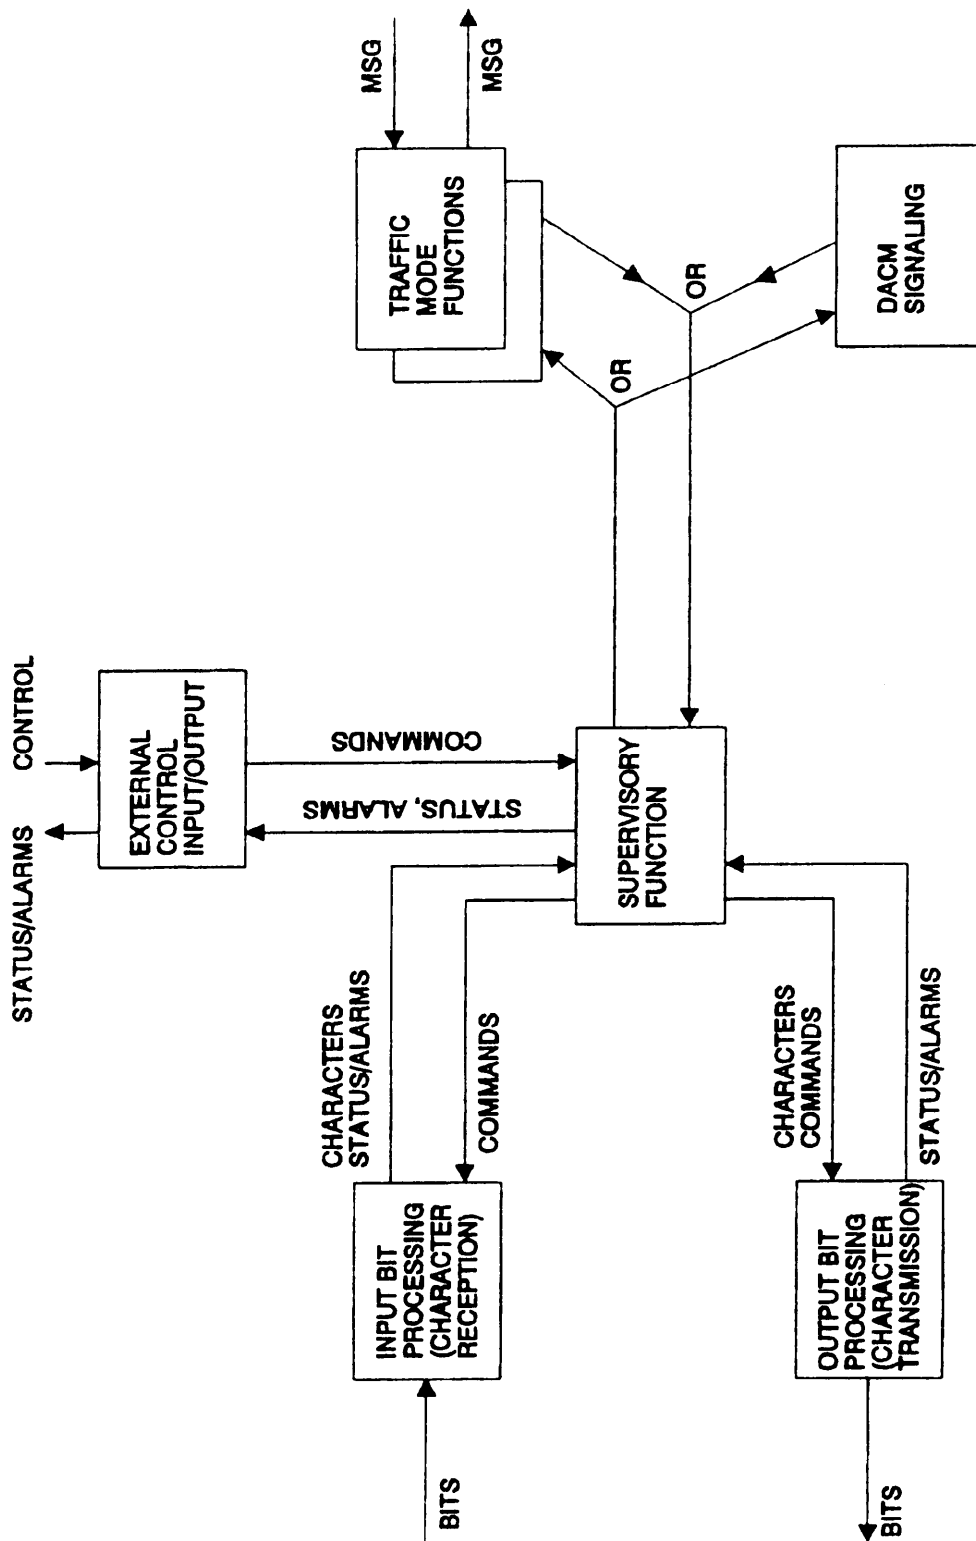 STATUS/ALARMS
CONTROL
EXTERNAL
CONTROL
INPUT/OUTPUT
STATUS, ALARMS
COMMANDS
BITS
INPUT BIT
PROCESSING
(CHARACTER
RECEPTION)
CHARACTERS
STATUS/ALARMS
COMMANDS
SUPERVISORY
FUNCTION
OR
OR
TRAFFIC
MODE
FUNCTIONS
MSG
MSG
BITS
OUTPUT BIT
PROCESSING
(CHARACTER
TRANSMISSION)
CHARACTERS
COMMANDS
STATUS/ALARMS
DACM
SIGNALING